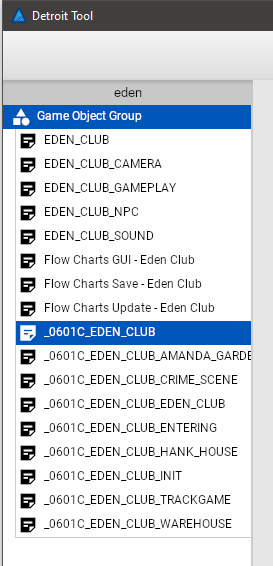 Detroit Tool
eden
Game Object Group
EDEN_CLUB
EDEN_CLUB_CAMERA
EDEN_CLUB_GAMEPLAY
EDEN_CLUB_NPC
EDEN_CLUB_SOUND
Flow Charts GUI - Eden Club
Flow Charts Save - Eden Club
Flow Charts Update - Eden Club
_0601C_EDEN_CLUB
_0601C_EDEN_CLUB_AMANDA_GARDE
_0601C_EDEN_CLUB_CRIME_SCENE
_0601C_EDEN_CLUB_EDEN_CLUB
_0601C_EDEN_CLUB_ENTERING
_0601C_EDEN_CLUB_HANK_HOUSE
_0601C_EDEN_CLUB_INIT
_0601C_EDEN_CLUB_TRACKGAME
_0601C_EDEN_CLUB_WAREHOUSE